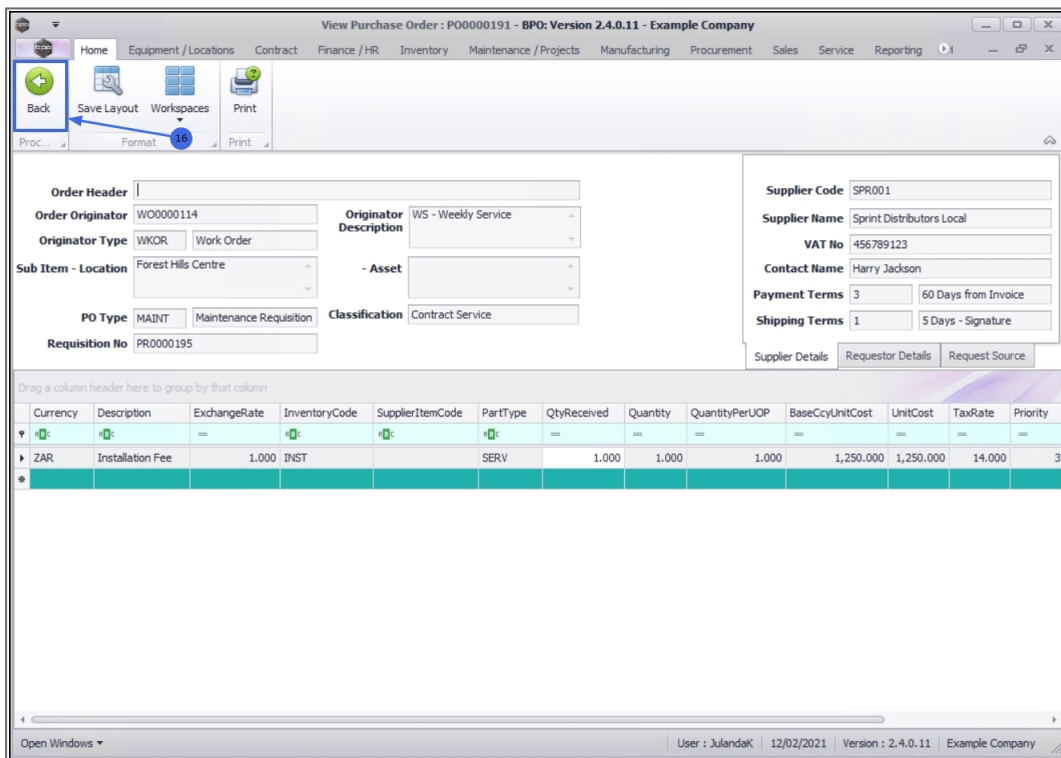 View Purchase Order : PO0000191 - BPO: Version 2.4.0.11 - Example Company
Home Equipment / Locations Contract Finance / HR Inventory Maintenance / Projects Manufacturing Procurement Sales Service Reporting
Back Save Layout Workspaces Print
16
Proc... Format Print
Order Header
Order Originator WO0000114 Originator Description WS - Weekly Service
Originator Type WKOR Work Order
Sub Item - Location Forest Hills Centre - Asset
PO Type MAINT Maintenance Requisition Classification Contract Service
Requisition No PR0000195
Supplier Code SPR001
Supplier Name Sprint Distributors Local
VAT No 456789123
Contact Name Harry Jackson
Payment Terms 3 60 Days from Invoice
Shipping Terms 1 5 Days - Signature
Supplier Details Requestor Details Request Source
Drag a column header here to group by that column
Currency Description ExchangeRate InventoryCode SupplierItemCode PartType QtyReceived Quantity QuantityPerUOP BaseCcyUnitCost UnitCost TaxRate Priority
ZAR Installation Fee 1.000 INST SERV 1.000 1.000 1.000 1,250.000 1,250.000 14.000 3
Open Windows User : JulandaK 12/02/2021 Version : 2.4.0.11 Example Company